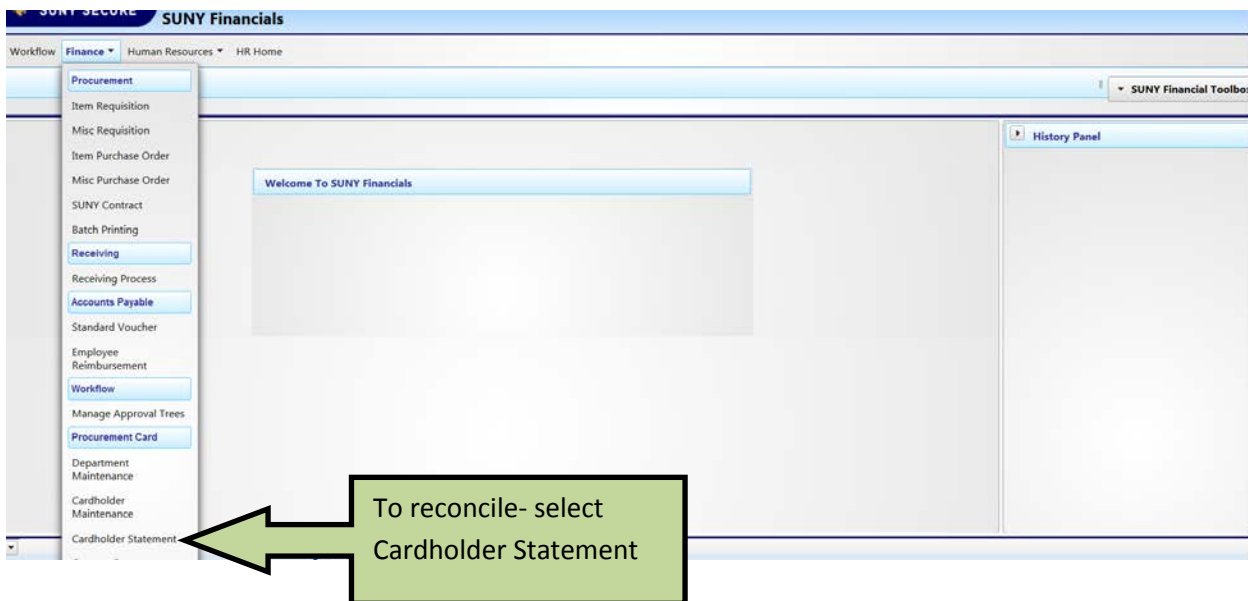 SUNY SECURE
SUNY Financials
Workflow Finance Human Resources HR Home
SUNY Financial Toolbo
Procurement
Item Requisition
Misc Requisition
Item Purchase Order
Misc Purchase Order
SUNY Contract
Batch Printing
Receiving
Receiving Process
Accounts Payable
Standard Voucher
Employee
Reimbursement
Workflow
Manage Approval Trees
Procurement Card
Department
Maintenance
Cardholder
Maintenance
Cardholder Statement
Welcome To SUNY Financials
History Panel
To reconcile- select
Cardholder Statement